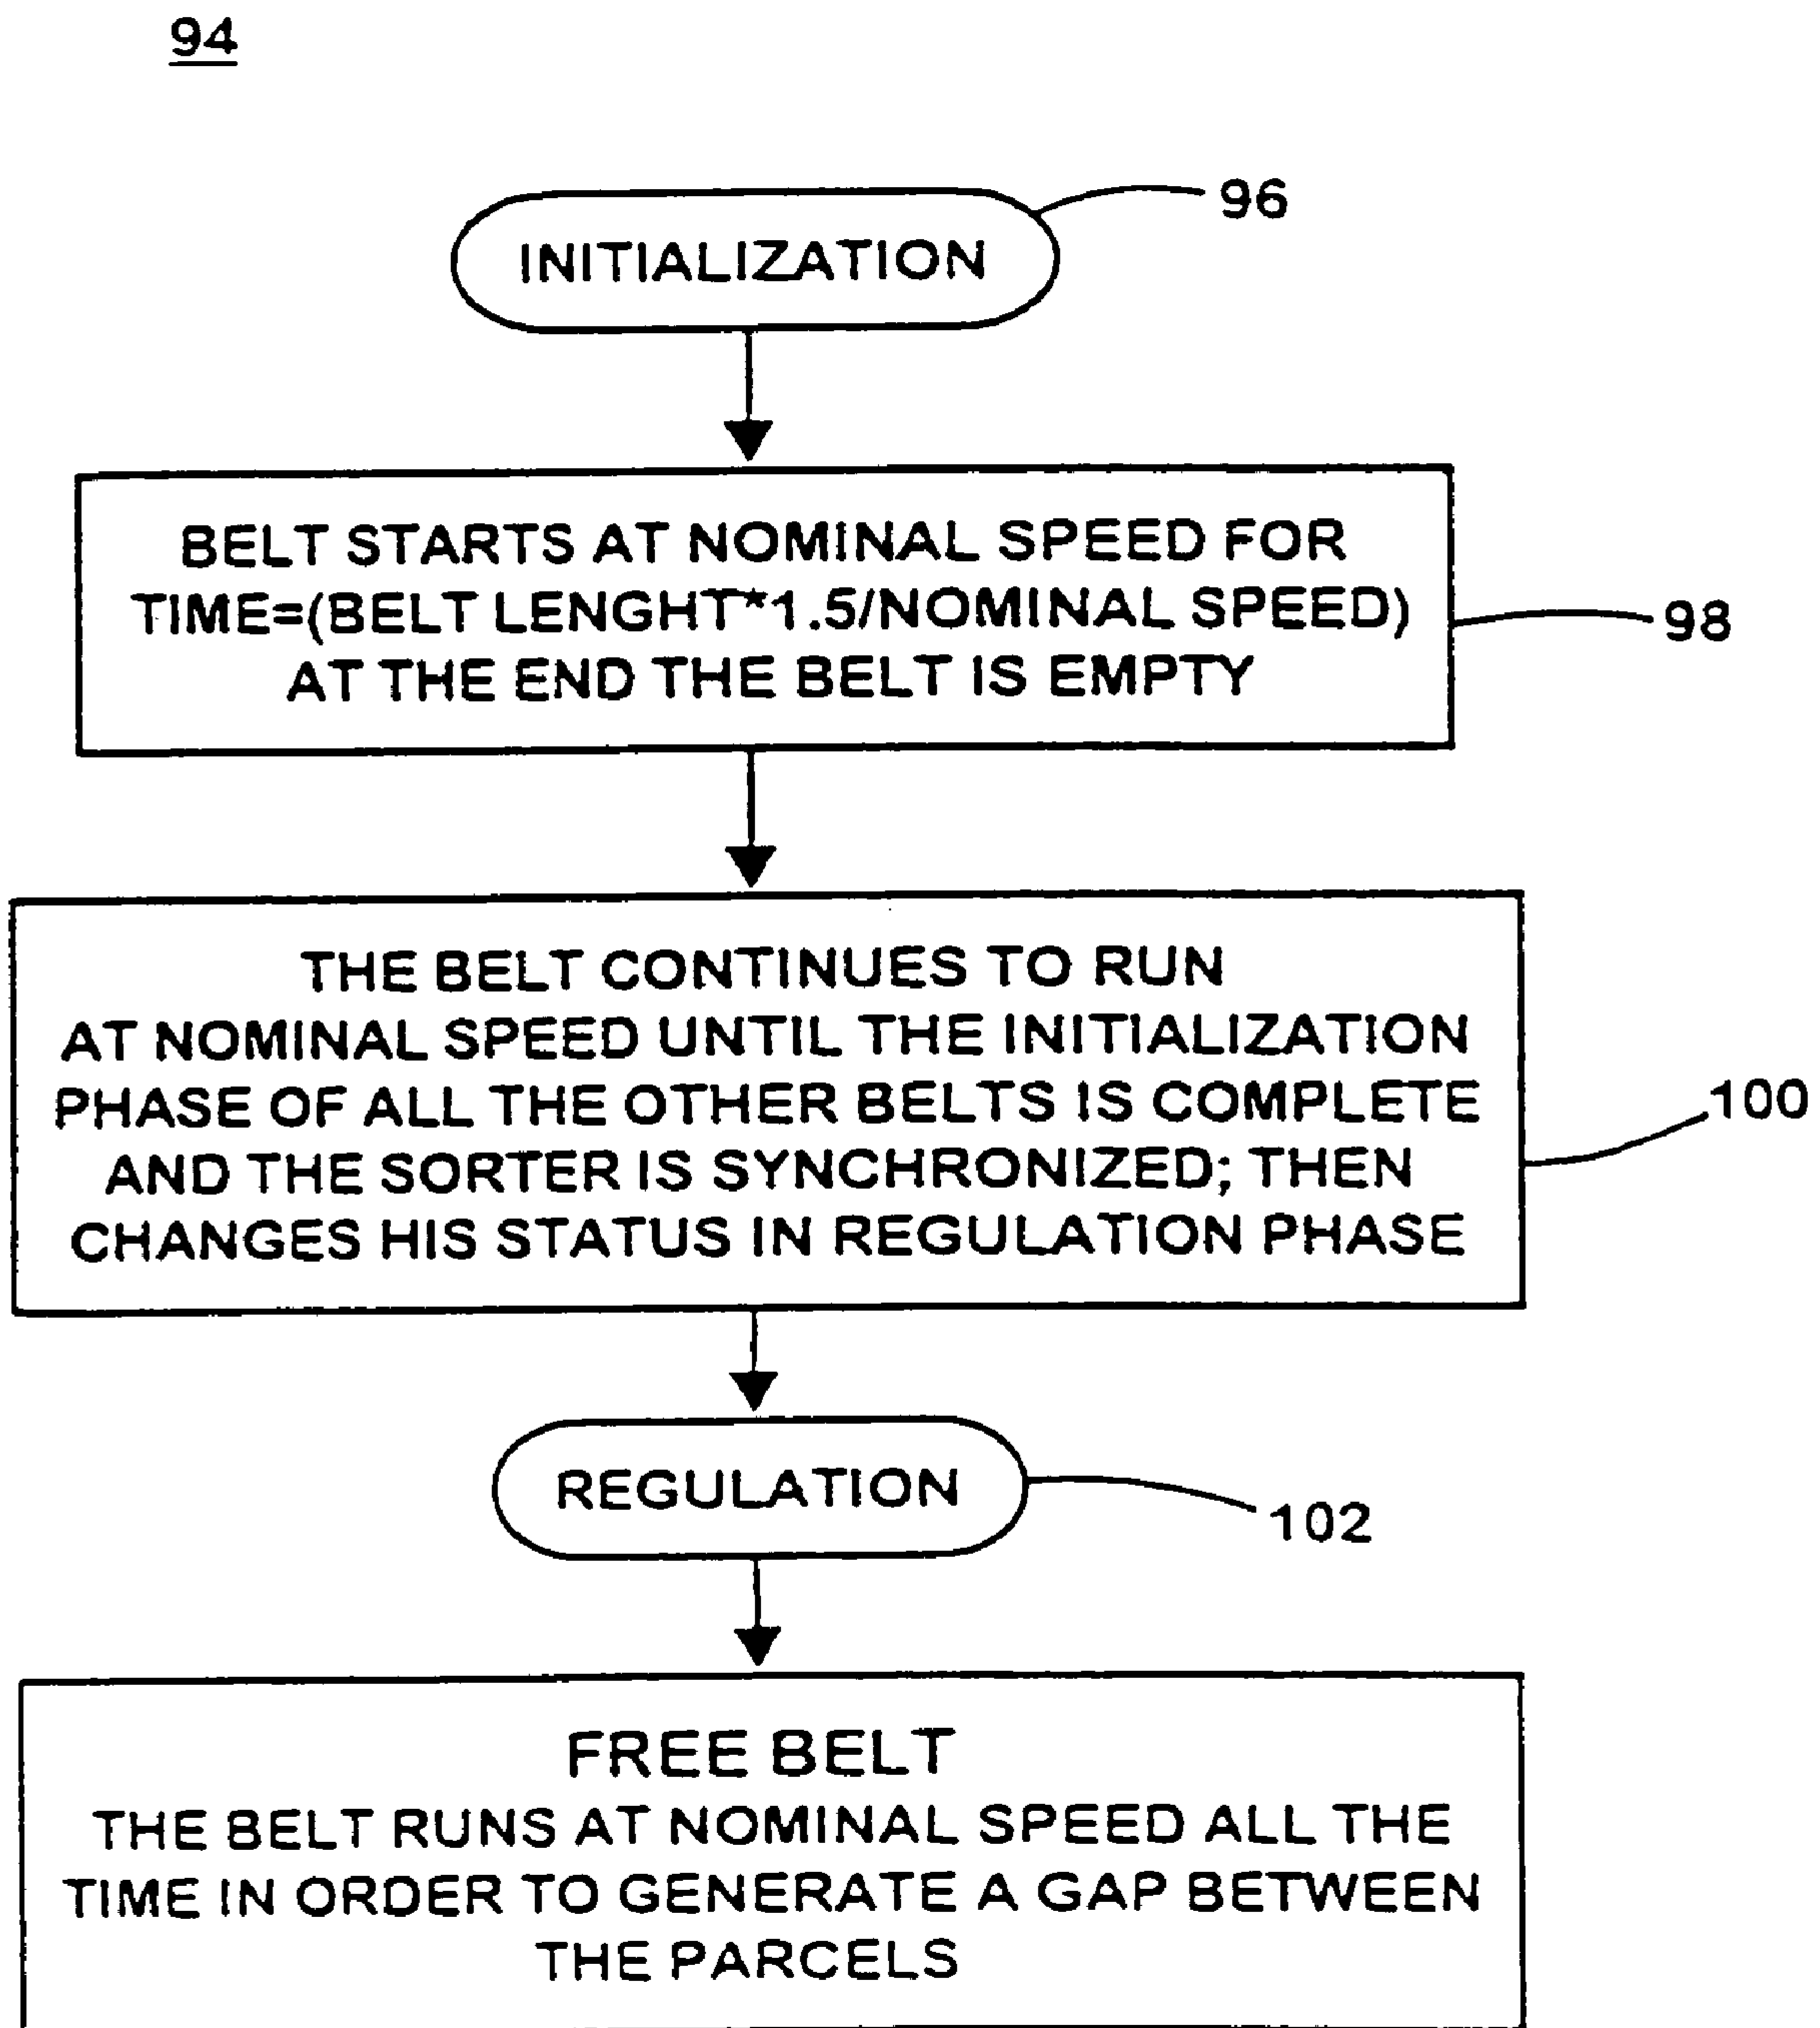 94
INITIALIZATION
96
BELT STARTS AT NOMINAL SPEED FOR
TIME=(BELT LENGHT*1.5/NOMINAL SPEED)
AT THE END THE BELT IS EMPTY
98
THE BELT CONTINUES TO RUN
AT NOMINAL SPEED UNTIL THE INITIALIZATION
PHASE OF ALL THE OTHER BELTS IS COMPLETE
AND THE SORTER IS SYNCHRONIZED; THEN
CHANGES HIS STATUS IN REGULATION PHASE
100
REGULATION
102
FREE BELT
THE BELT RUNS AT NOMINAL SPEED ALL THE
TIME IN ORDER TO GENERATE A GAP BETWEEN
THE PARCELS